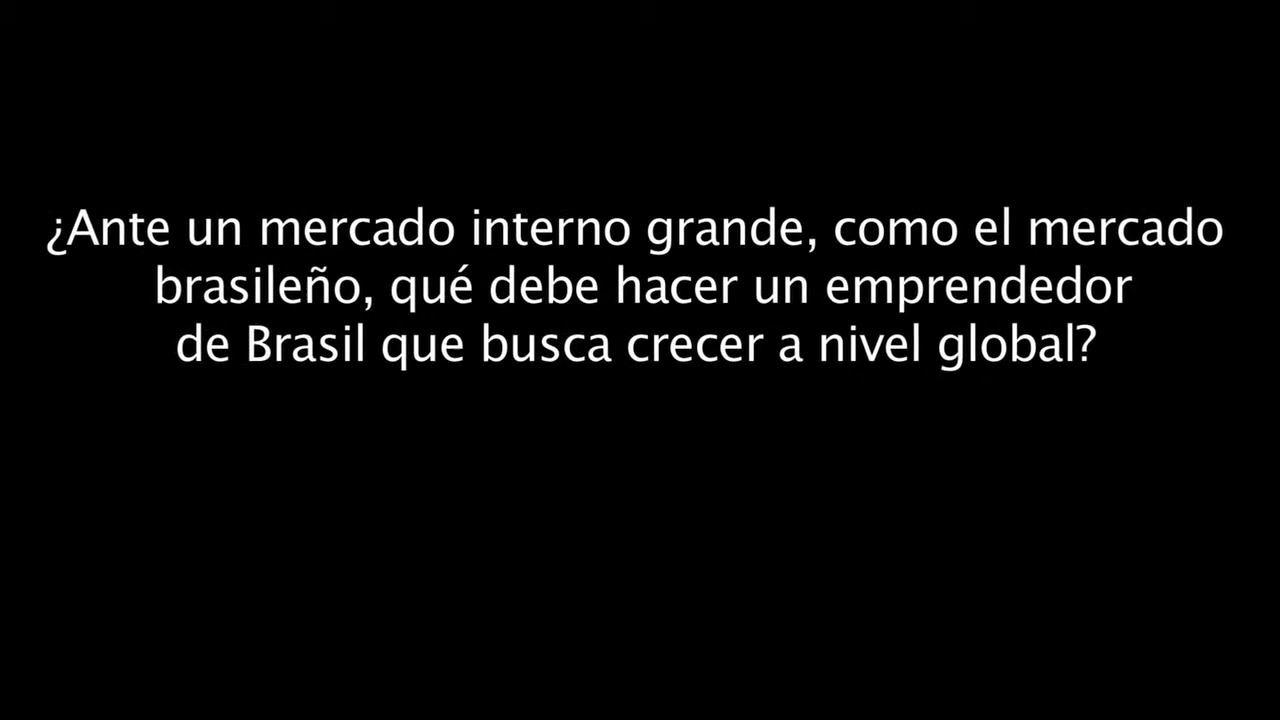 ¿Ante un mercado interno grande, como el mercado
brasileño, qué debe hacer un emprendedor
de Brasil que busca crecer a nivel global?